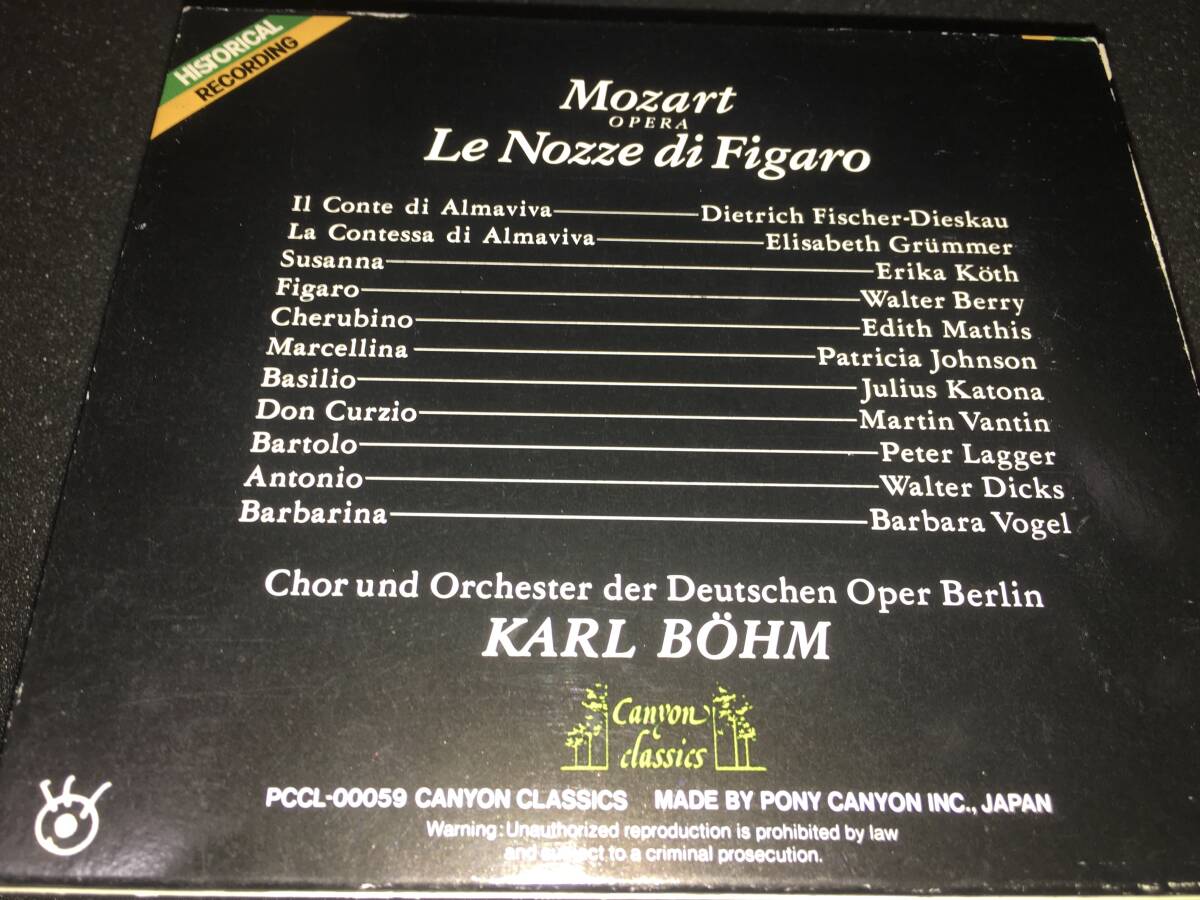 HISTORICAL
RECORDING
Mozart
OPERA
Le Nozze di Figaro
Il Conte di Almaviva Dietrich Fischer-Dieskau
La Contessa di Almaviva Elisabeth Grümmer
Susanna Erika Köth
Figaro Walter Berry
Cherubino Edith Mathis
Marcellina Patricia Johnson
Basilio Julius Katona
Don Curzio Martin Vantin
Bartolo Peter Lagger
Antonio Walter Dicks
Barbarina Barbara Vogel
Chor und Orchester der Deutschen Oper Berlin
KARL BÖHM
Canyon
classics
PCCL-00059 CANYON CLASSICS MADE BY PONY CANYON INC., JAPAN
Warning: Unauthorized reproduction is prohibited by law
and subject to a criminal prosecution.